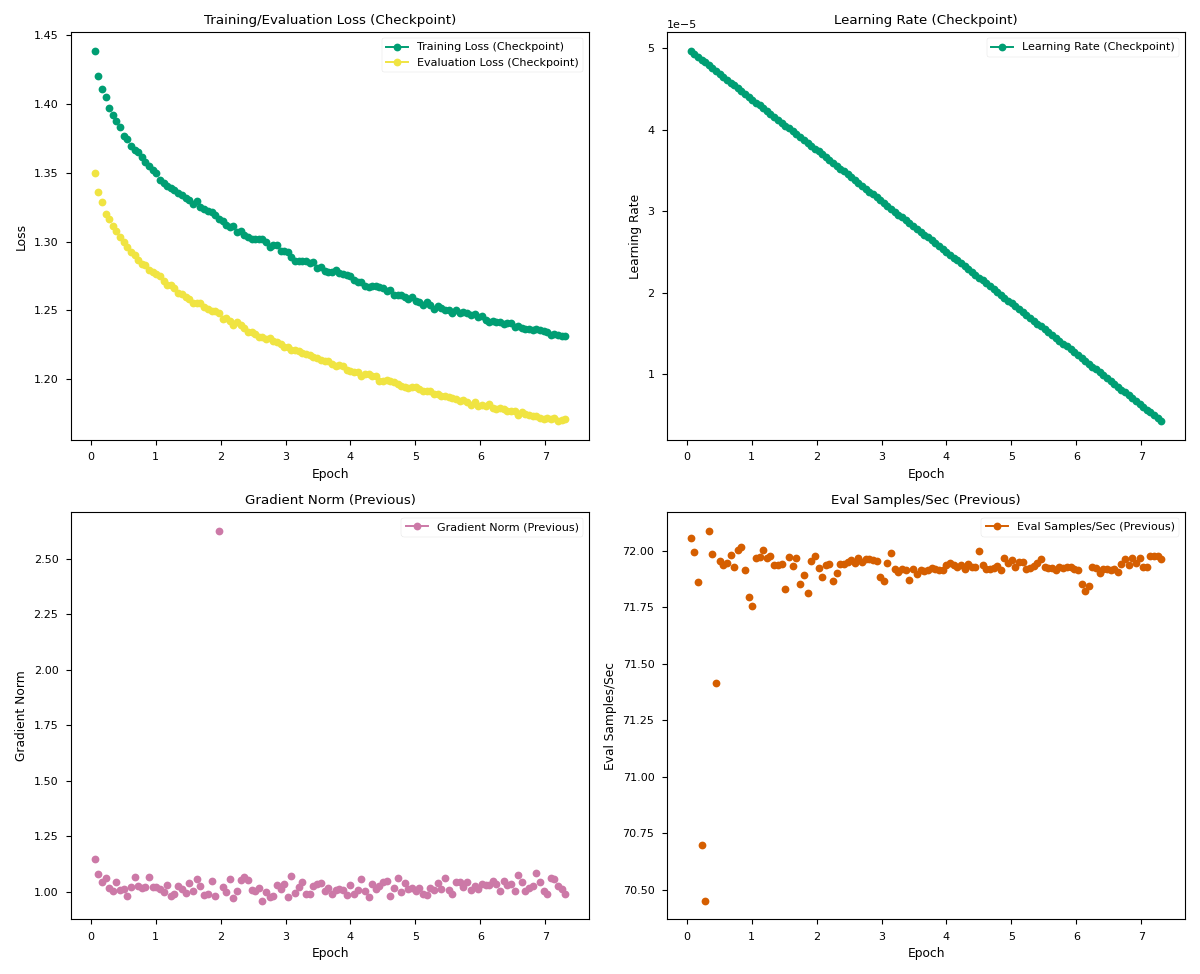 Training/Evaluation Loss (Checkpoint)
Training Loss (Checkpoint)
Evaluation Loss (Checkpoint)
1.45
1.40
1.35
1.30
1.25
1.20
Loss
0 1 2 3 4 5 6 7
Epoch
Learning Rate (Checkpoint)
1e−5
Learning Rate (Checkpoint)
5
4
3
2
1
Learning Rate
0 1 2 3 4 5 6 7
Epoch
Gradient Norm (Previous)
Gradient Norm (Previous)
2.50
2.25
2.00
1.75
1.50
1.25
1.00
Gradient Norm
0 1 2 3 4 5 6 7
Epoch
Eval Samples/Sec (Previous)
Eval Samples/Sec (Previous)
72.00
71.75
71.50
71.25
71.00
70.75
70.50
Eval Samples/Sec
0 1 2 3 4 5 6 7
Epoch